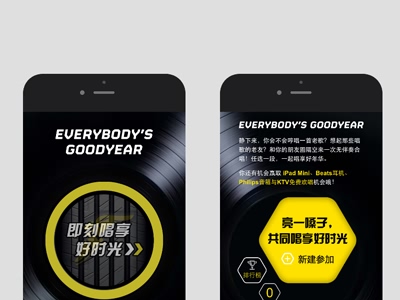 EVERYBODY'S
GOODYEAR
即刻唱享
好时光
EVERYBODY'S GOODYEAR
静下来，你会不会哼唱一首老歌？想起那些唱
歌的老友？和你的朋友圈唱空来一次无伴奏合
唱！任选一段，一起唱享好年华。
你还有机会赢取 iPad Mini、Beats耳机、
Philips音箱与KTV免费欢唱机会哦！
亮一嗓子，
共同唱享好时光
新建参加
排行榜
0